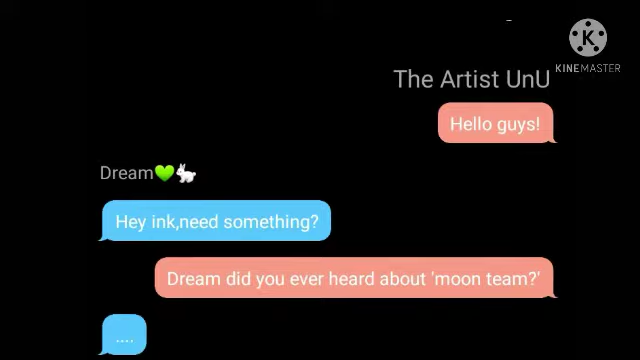 K
KINEMASTER
The Artist UnU
Hello guys!
Dream💚🐇
Hey ink,need something?
Dream did you ever heard about 'moon team?'
....